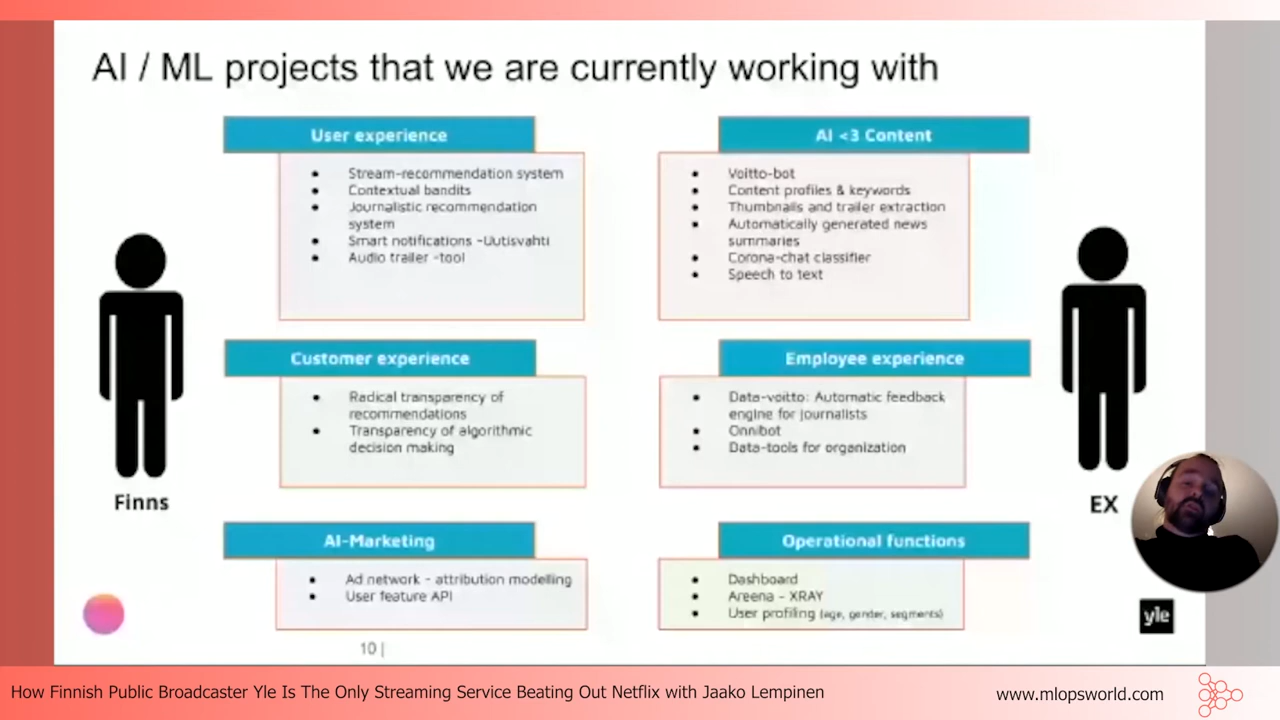 AI / ML projects that we are currently working with
User experience
Stream-recommendation system
Contextual bandits
Journalistic recommendation
system
Smart notifications -Uutisvahti
Audio trailer -tool
AI <3 Content
Voitto-bot
Content profiles & keywords
Thumbnails and trailer extraction
Automatically generated news
summaries
Corona-chat classifier
Speech to text
Customer experience
Radical transparency of
recommendations
Transparency of algorithmic
decision making
Employee experience
Data-voitto: Automatic feedback
engine for journalists
Onnibot
Data-tools for organization
Finns
EX
AI-Marketing
Ad network - attribution modelling
User feature API
Operational functions
Dashboard
Areena - XRAY
User profiling (age, gender, segments)
yle
10 |
How Finnish Public Broadcaster Yle Is The Only Streaming Service Beating Out Netflix with Jaako Lempinen
www.mlopsworld.com